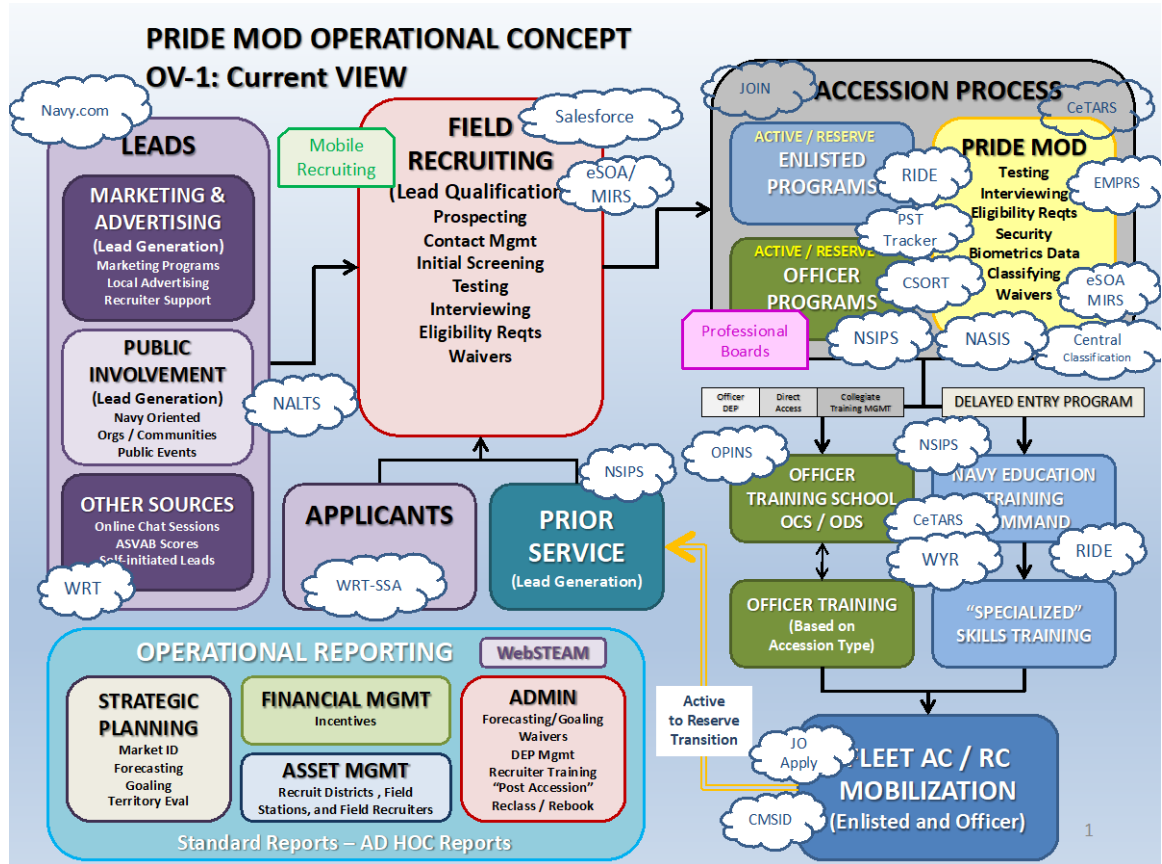 PRIDE MOD OPERATIONAL CONCEPT
OV-1: Current VIEW
Navy.com
LEADS
MARKETING &
ADVERTISING
(Lead Generation)
Marketing Programs
Local Advertising
Recruiter Support
PUBLIC
INVOLVEMENT
(Lead Generation)
Navy Oriented
Orgs / Communities
Public Events
NALTS
OTHER SOURCES
Online Chat Sessions
ASVAB Scores
Self-initiated Leads
WRT
Mobile
Recruiting
FIELD
RECRUITING
(Lead Qualification)
Prospecting
Contact Mgmt
Initial Screening
Testing
Interviewing
Eligibility Reqts
Waivers
Salesforce
eSOA/
MIRS
APPLICANTS
WRT-SSA
NSIPS
PRIOR
SERVICE
(Lead Generation)
JOIN
ACCESSION PROCESS
CeTARS
ACTIVE / RESERVE
ENLISTED
PROGRAMS
RIDE
PST
Tracker
ACTIVE / RESERVE
OFFICER
PROGRAMS
CSORT
PRIDE MOD
Testing
Interviewing
Eligibility Reqts
Security
Biometrics Data
Classifying
Waivers
EMPRS
eSOA
MIRS
Professional
Boards
NSIPS
NASIS
Central
Classification
Officer
DEP
Direct
Access
Collegiate
Training MGMT
DELAYED ENTRY PROGRAM
OPINS
OFFICER
TRAINING SCHOOL
OCS / ODS
NSIPS
NAVY EDUCATION
TRAINING
CeTARS
WYR
RIDE
OFFICER TRAINING
(Based on
Accession Type)
"SPECIALIZED"
SKILLS TRAINING
OPERATIONAL REPORTING
WebSTEAM
STRATEGIC
PLANNING
Market ID
Forecasting
Goaling
Territory Eval
FINANCIAL MGMT
Incentives
ASSET MGMT
Recruit Districts , Field
Stations, and Field Recruiters
ADMIN
Forecasting/Goaling
Waivers
DEP Mgmt
Recruiter Training
"Post Accession"
Reclass / Rebook
Standard Reports – AD HOC Reports
Active
to Reserve
Transition
JO
Apply
FLEET AC / RC
MOBILIZATION
(Enlisted and Officer)
CMSID
1